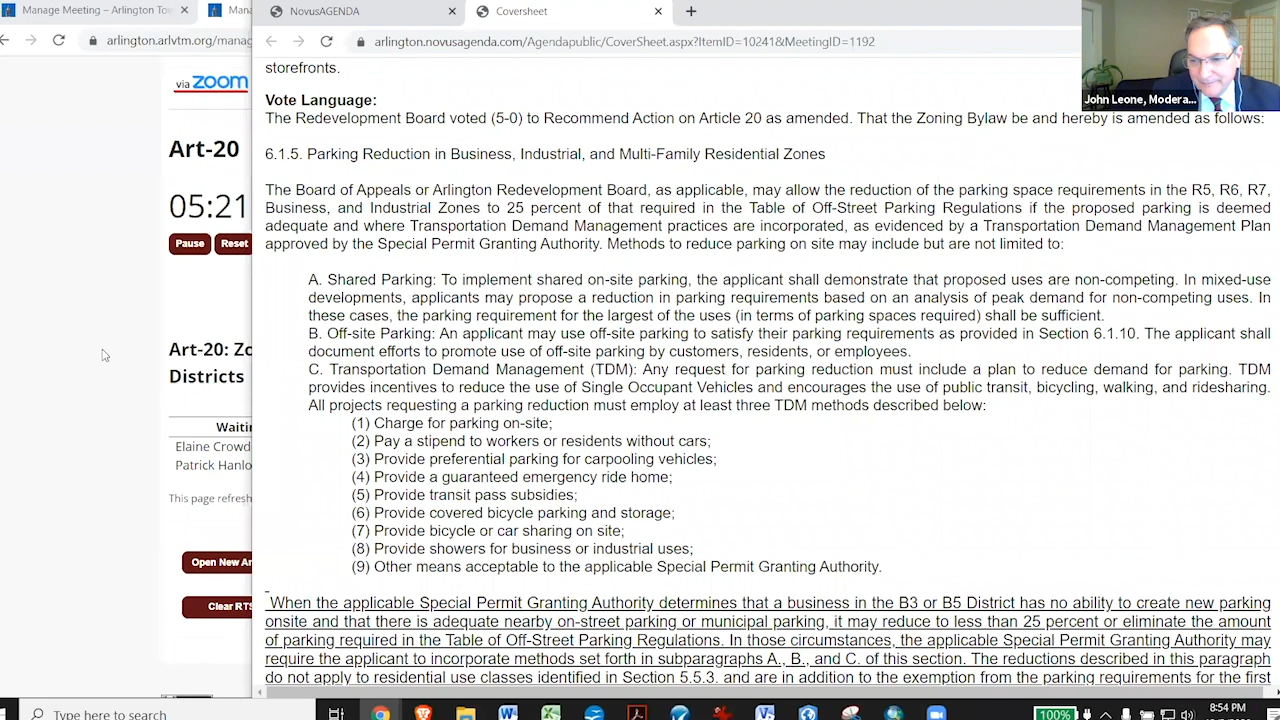 Manage Meeting – Arlington Tow
Mana
NovusAGENDA
Coversheet
arlington.arlvtm.org/manag
arlington.novusagenda.com/Agendapublic/CoverSheet.aspx?ItemID=10241&MeetingID=1192
via zoom
Art-20
05:21
Pause
Reset
Art-20: Zo
Districts
Waitin
Elaine Crowd
Patrick Hanlo
This page refresh
Open New Ar
Clear RTS
storefronts.
Vote Language:
The Redevelopment Board voted (5-0) to Recommend Action on Article 20 as amended. That the Zoning Bylaw be and hereby is amended as follows:
6.1.5. Parking Reduction in Business, Industrial, and Multi-Family Residential Zones
The Board of Appeals or Arlington Redevelopment Board, as applicable, may allow the reduction of the parking space requirements in the R5, R6, R7,
Business, and Industrial Zones to 25 percent of that required in the Table of Off-Street Parking Regulations if the proposed parking is deemed
adequate and where Transportation Demand Management practices are incorporated, as evidenced by a Transportation Demand Management Plan
approved by the Special Permit Granting Authority. Methods to reduce parking on site may include but are not limited to:
A. Shared Parking: To implement shared on-site parking, the applicant shall demonstrate that proposed uses are non-competing. In mixed-use
developments, applicants may propose a reduction in parking requirements based on an analysis of peak demand for non-competing uses. In
these cases, the parking requirement for the largest of the uses (in terms of parking spaces required) shall be sufficient.
B. Off-site Parking: An applicant may use off-site parking to satisfy their parking requirements as provided in Section 6.1.10. The applicant shall
document efforts to promote use of off-site parking by customers, residents, or employees.
C. Transportation Demand Management (TDM): Any request for parking reduction must include a plan to reduce demand for parking. TDM
provides incentives to reduce the use of Single Occupant Vehicles and encourages the use of public transit, bicycling, walking, and ridesharing.
All projects requesting a parking reduction must employ at least three TDM methods described below:
(1) Charge for parking on-site;
(2) Pay a stipend to workers or residents without cars;
(3) Provide preferential parking for carpooling vehicles;
(4) Provide a guaranteed emergency ride home;
(5) Provide transit pass subsidies;
(6) Provide covered bicycle parking and storage;
(7) Provide bicycle or car sharing on site;
(8) Provide showers for business or industrial uses;
(9) Other means acceptable to the applicable Special Permit Granting Authority.
When the applicable Special Permit Granting Authority determines that a business in the B3 or B5 District has no ability to create new parking
onsite and that there is adequate nearby on-street parking or municipal parking, it may reduce to less than 25 percent or eliminate the amount
of parking required in the Table of Off-Street Parking Regulations. In those circumstances, the applicable Special Permit Granting Authority may
require the applicant to incorporate methods set forth in subparagraphs A., B., and C. of this section. The reductions described in this paragraph
do not apply to residential use classes identified in Section 5.5.3. and are in addition to the exemption from the parking requirements for the first
John Leone, Modera...
Type here to search
100%
8:54 PM